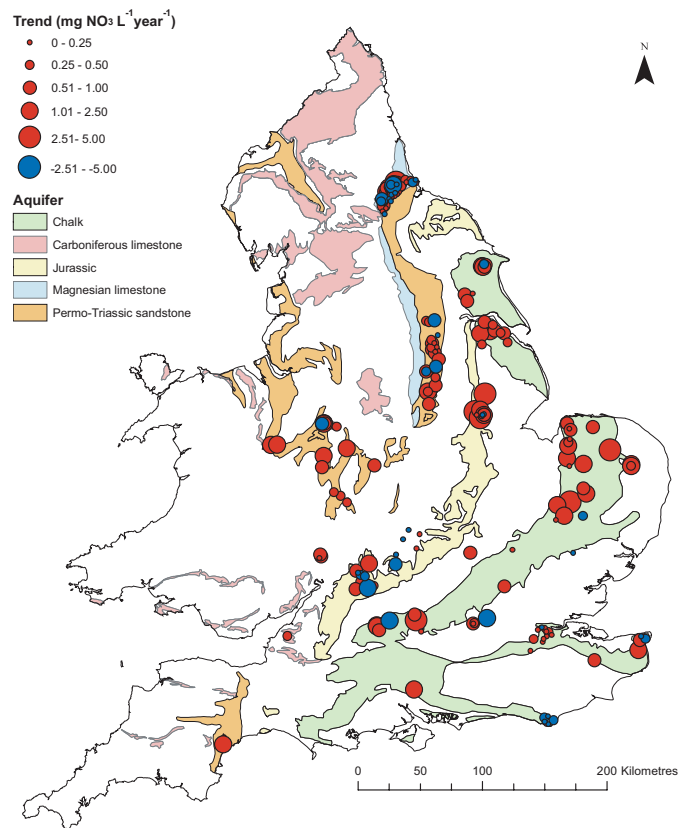 Trend (mg NO3 L-1 year-1)
0 - 0.25
0.25 - 0.50
0.51 - 1.00
1.01 - 2.50
2.51- 5.00
-2.51 - -5.00
Aquifer
Chalk
Carboniferous limestone
Jurassic
Magnesian limestone
Permo-Triassic sandstone
N
0 50 100 200 Kilometres